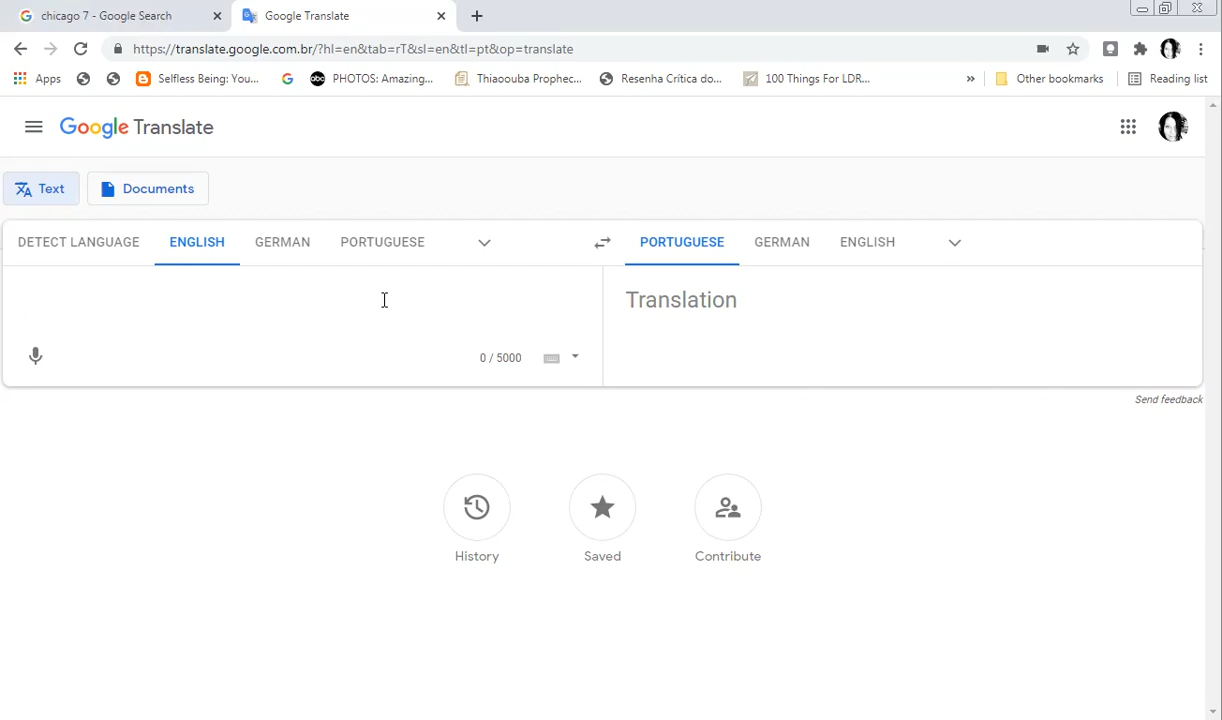 chicago 7 - Google Search
Google Translate
https://translate.google.com.br/?hl=en&tab=rT&sl=en&tl=pt&op=translate
Apps
Selfless Being: You...
abc
PHOTOS: Amazing...
Thiaoouba Prophec...
Resenha Crítica do...
100 Things For LDR...
»
Other bookmarks
Reading list
Google Translate
Text
Documents
DETECT LANGUAGE
ENGLISH
GERMAN
PORTUGUESE
PORTUGUESE
GERMAN
ENGLISH
Translation
0 / 5000
Send feedback
History
Saved
Contribute